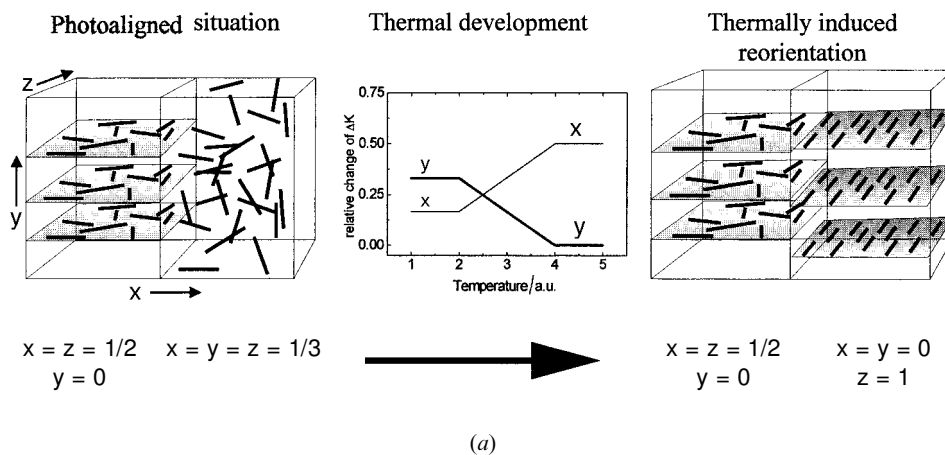 Photoaligned situation
Thermal development
Thermally induced
reorientation
z
y
x
relative change of ΔK
0.75
0.50
0.25
0.00
y
x
x
y
1 2 3 4 5
Temperature/a.u.
x = z = 1/2 x = y = z = 1/3
y = 0
x = z = 1/2 x = y = 0
y = 0 z = 1
(a)